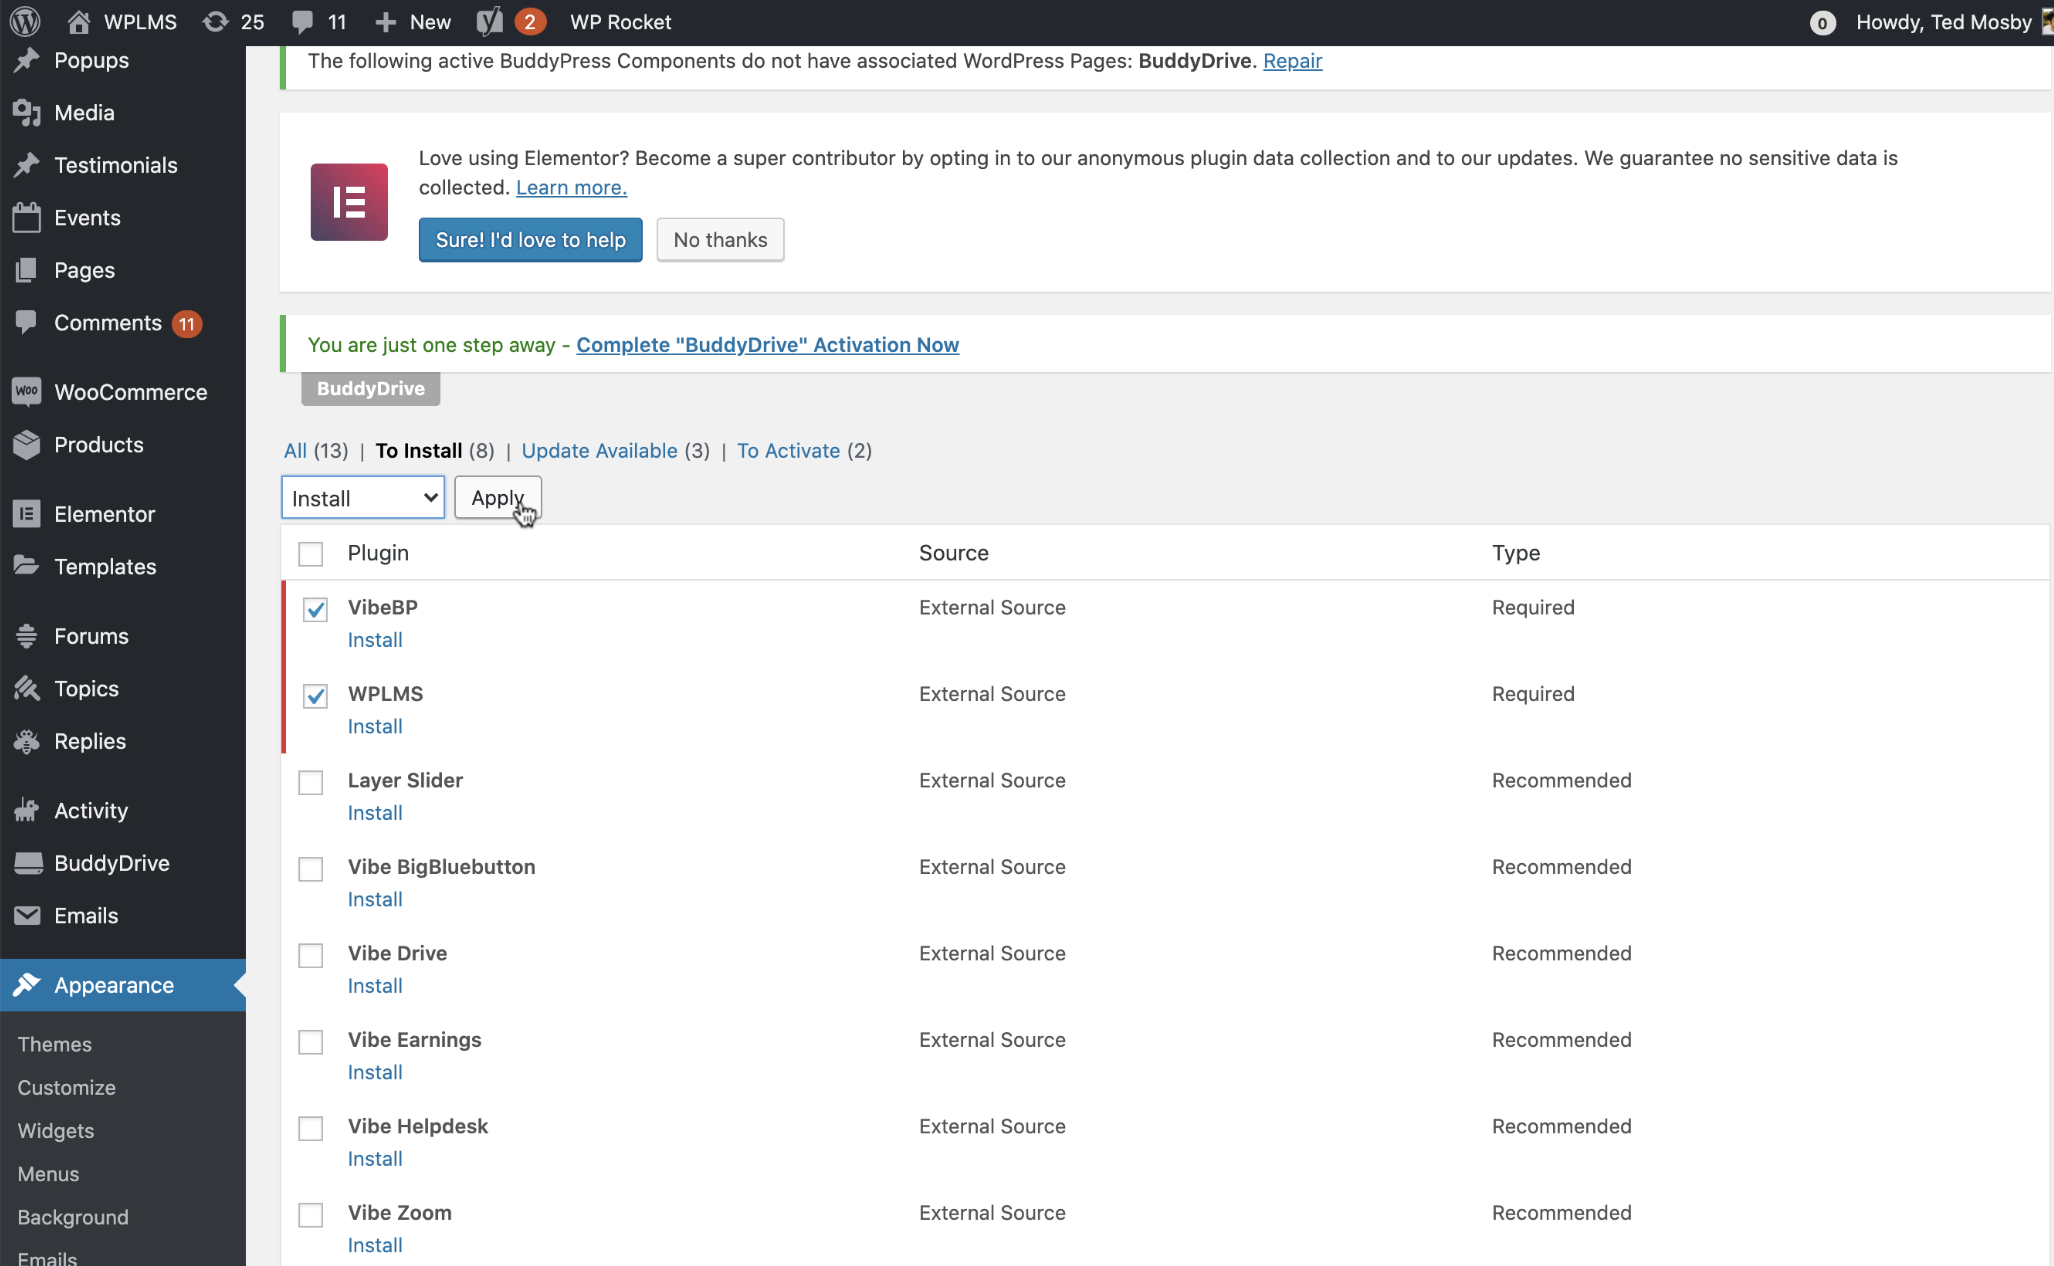 WPLMS 25 11 New 2 WP Rocket 0 Howdy, Ted Mosby
Popups
Media
Testimonials
Events
Pages
Comments 11
WOO WooCommerce
Products
Elementor
Templates
Forums
Topics
Replies
Activity
BuddyDrive
Emails
Appearance
Themes
Customize
Widgets
Menus
Background
Emails
The following active BuddyPress Components do not have associated WordPress Pages: BuddyDrive. Repair
Love using Elementor? Become a super contributor by opting in to our anonymous plugin data collection and to our updates. We guarantee no sensitive data is
collected. Learn more.
Sure! I'd love to help No thanks
You are just one step away - Complete "BuddyDrive" Activation Now
BuddyDrive
All (13) | To Install (8) | Update Available (3) | To Activate (2)
Install Apply
Plugin Source Type
VibeBP External Source Required
Install
WPLMS External Source Required
Install
Layer Slider External Source Recommended
Install
Vibe BigBluebutton External Source Recommended
Install
Vibe Drive External Source Recommended
Install
Vibe Earnings External Source Recommended
Install
Vibe Helpdesk External Source Recommended
Install
Vibe Zoom External Source Recommended
Install